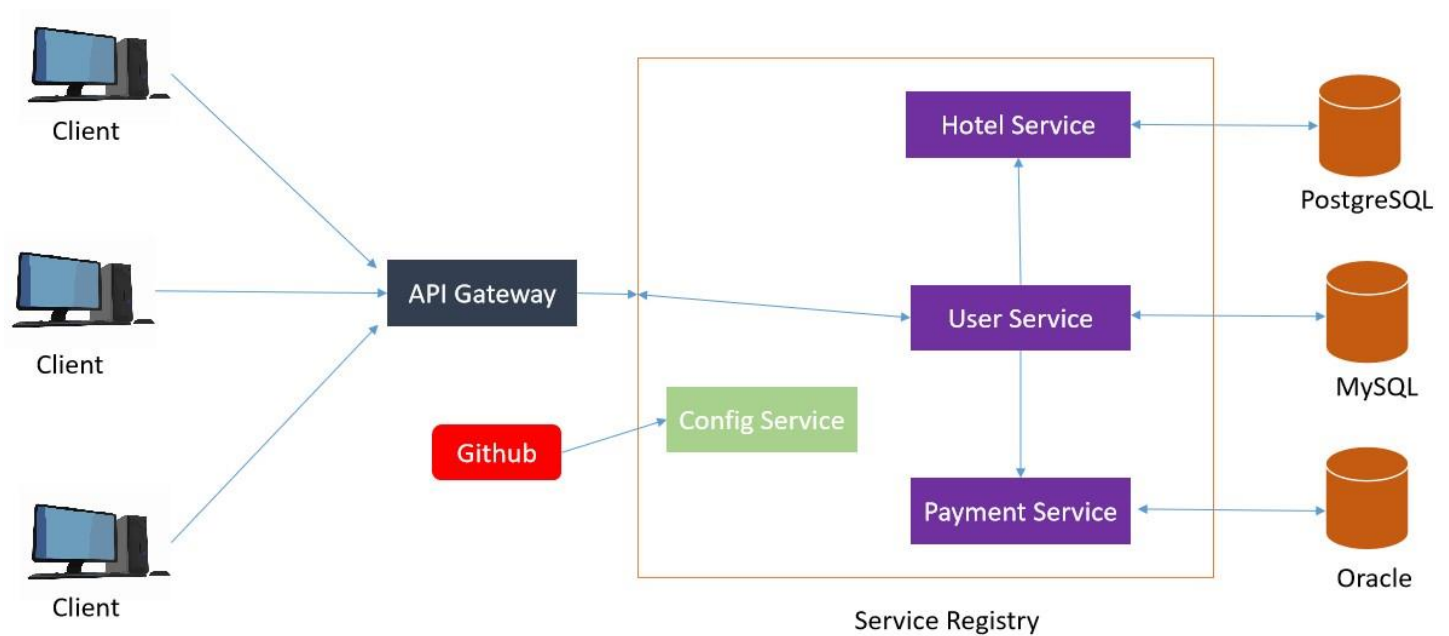 Client
Hotel Service
PostgreSQL
Client
API Gateway
User Service
MySQL
Config Service
Github
Payment Service
Oracle
Client
Service Registry